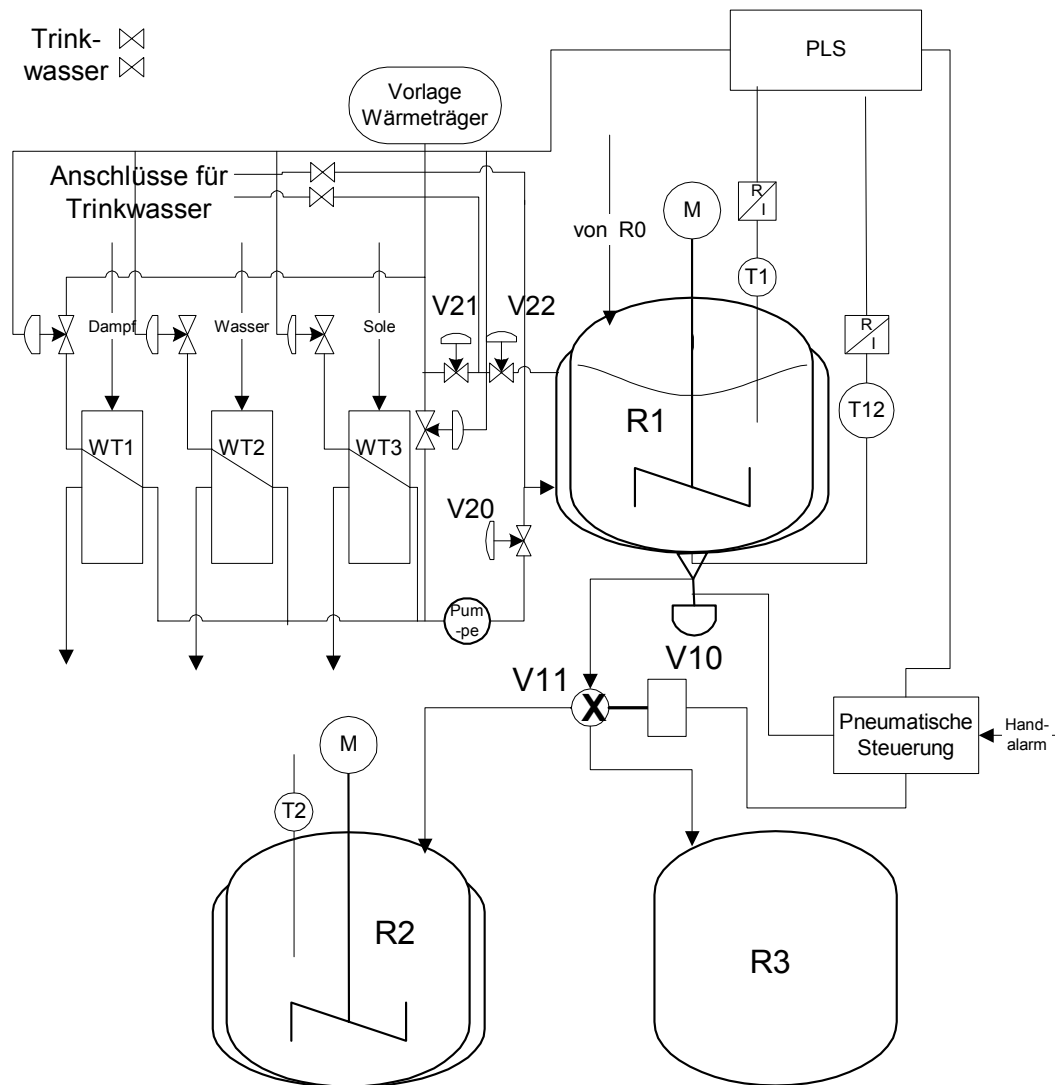 Trink-
wasser
PLS
Vorlage
Wärmeträger
Anschlüsse für
Trinkwasser
R
I
M
von R0
T1
V21
V22
R
I
Dampf
Wasser
Sole
T12
R1
WT1
WT2
WT3
V20
Pum
-pe
V10
V11
X
Pneumatische
Steuerung
Hand-
alarm
M
T2
R2
R3